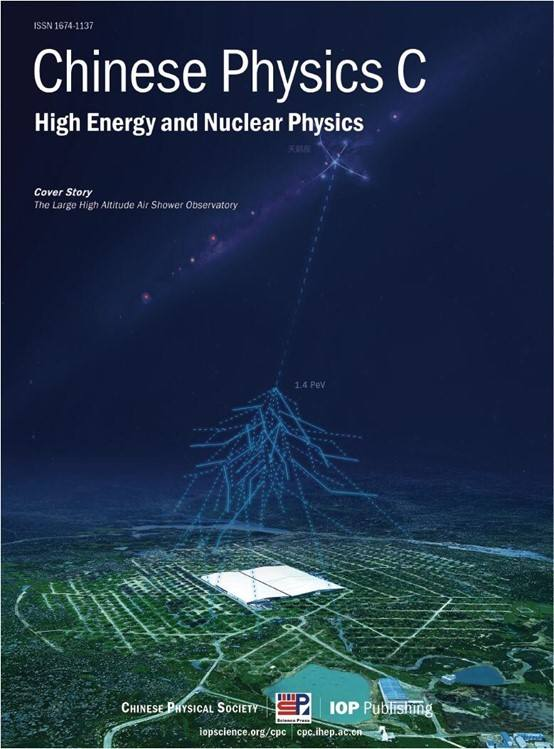 ISSN 1674-1137
Chinese Physics C
High Energy and Nuclear Physics
天鹅座
Cover Story
The Large High Altitude Air Shower Observatory
1.4 PeV
CHINESE PHYSICAL SOCIETY
Science Press
IOP Publishing
iopscience.org/cpc | cpc.ihep.ac.cn